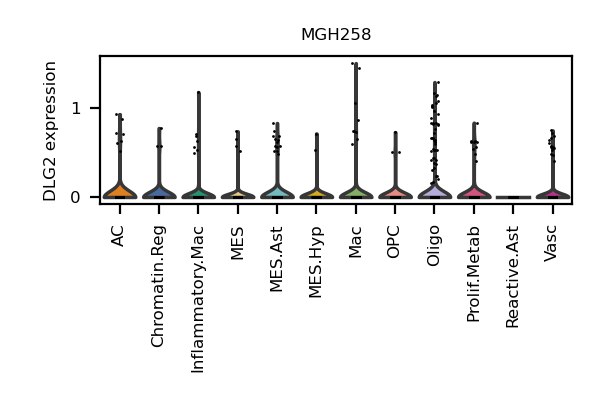 MGH258
DLG2 expression
1
0
AC
Chromatin.Reg
Inflammatory.Mac
MES
MES.Ast
MES.Hyp
Mac
OPC
Oligo
Prolif.Metab
Reactive.Ast
Vasc